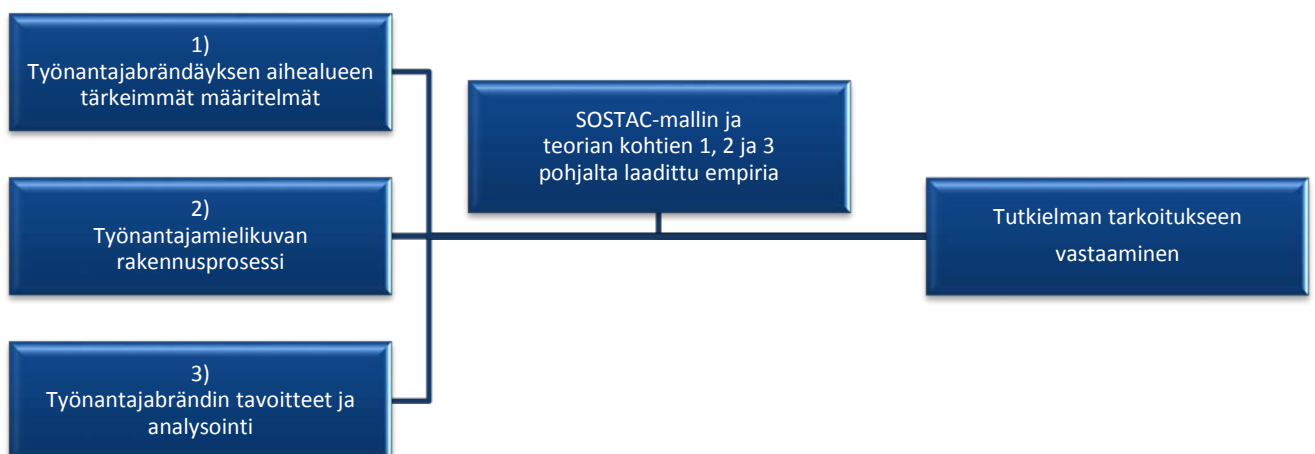 1)
Työnantajabrändäyksen aihealueen
tärkeimmät määritelmät
2)
Työnantajamielikuvan
rakennusprosessi
3)
Työnantajabrändin tavoitteet ja
analysointi
SOSTAC-mallin ja
teorian kohtien 1, 2 ja 3
pohjalta laadittu empiria
Tutkielman tarkoitukseen
vastaaminen